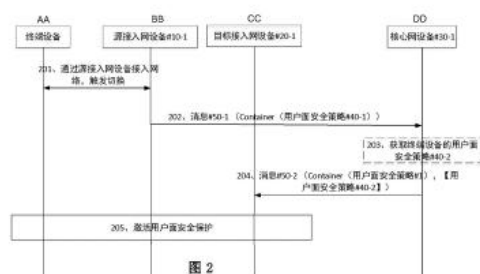 AA
BB
CC
DD
终端设备
源接入网设备#10-1
目标接入网设备#20-1
核心网设备#30-1
201、通过源接入网设备接入网
络，触发切换
202、消息#50-1（Container（用户面安全策略#40-1））
203、获取终端设备的用户面
安全策略#40-2
204、消息#50-2（Container（用户面安全策略#1），【用
户面安全策略#40-2】）
205、激活用户面安全保护
图 2